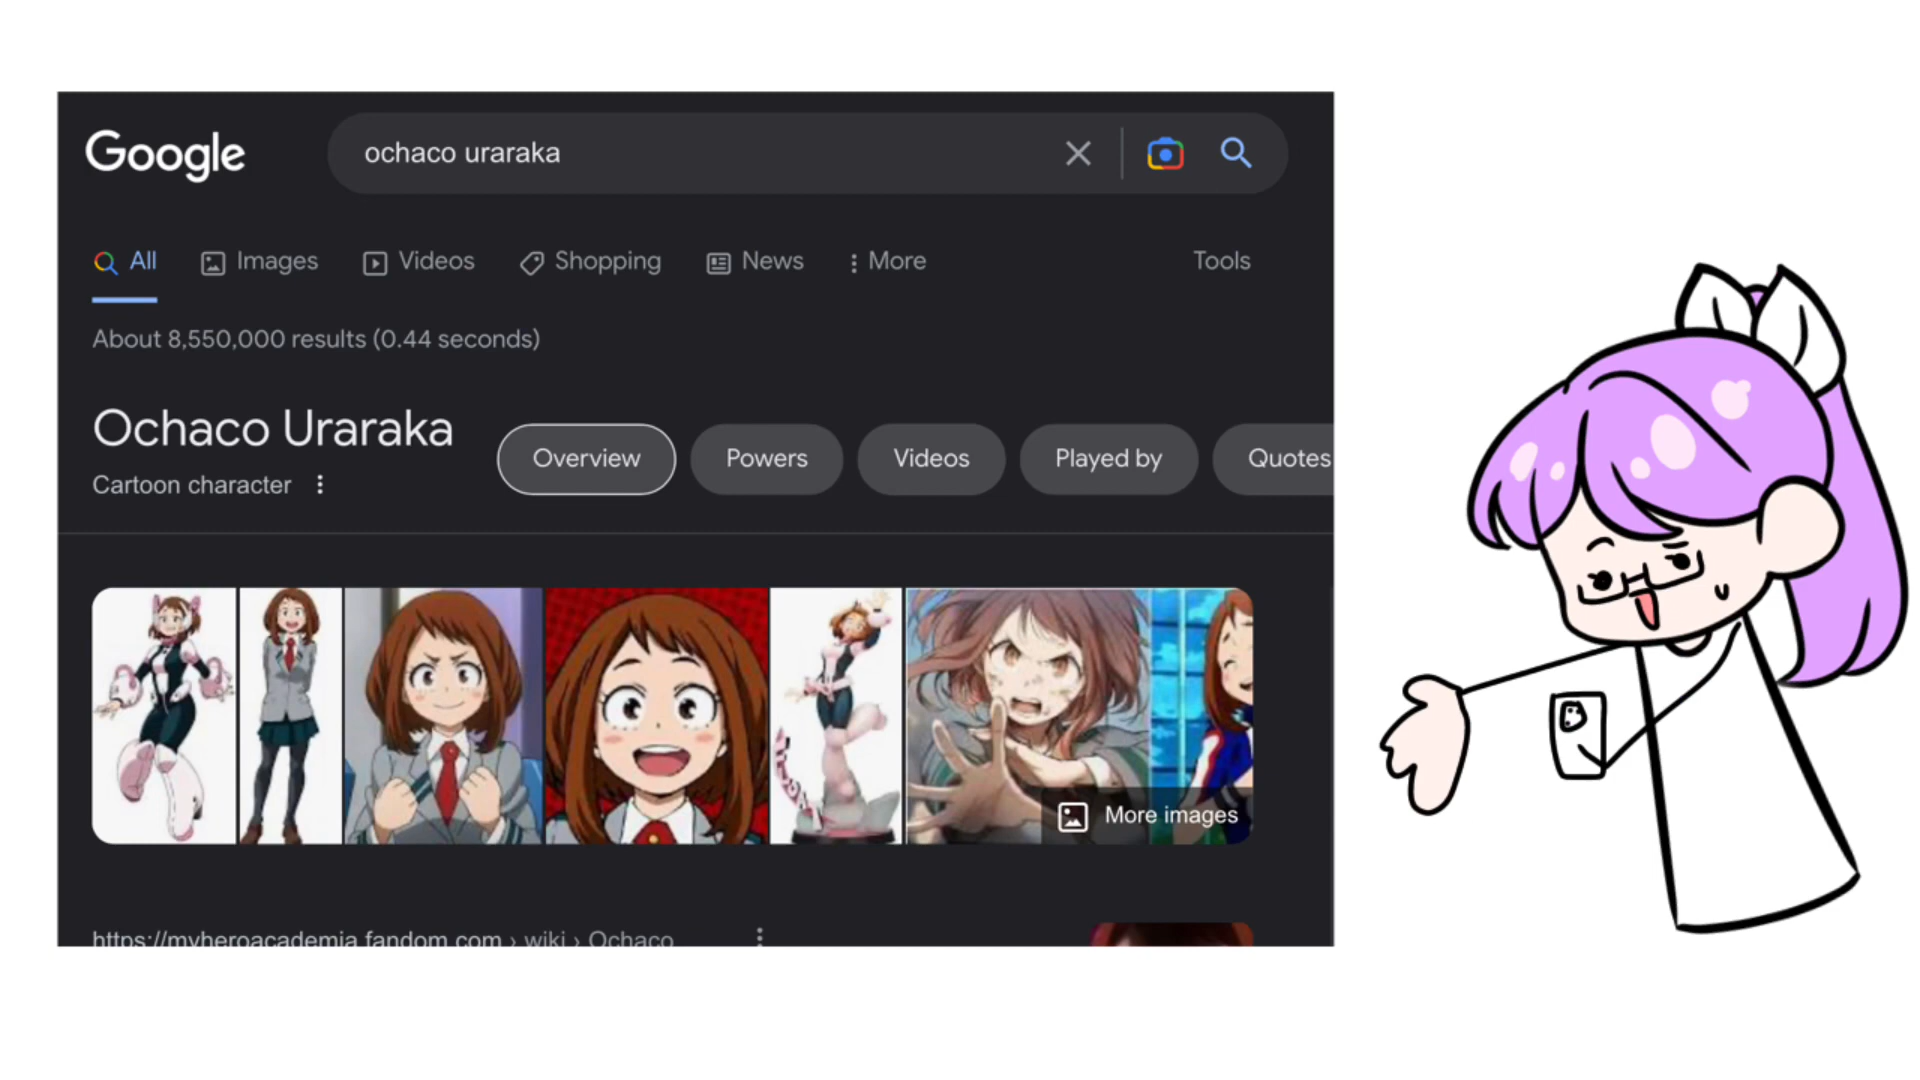 Google
ochaco uraraka
All Images Videos Shopping News More Tools
About 8,550,000 results (0.44 seconds)
Ochaco Uraraka
Cartoon character
Overview Powers Videos Played by Quotes
More images
https://myheroacademia.fandom.com › wiki › Ochaco